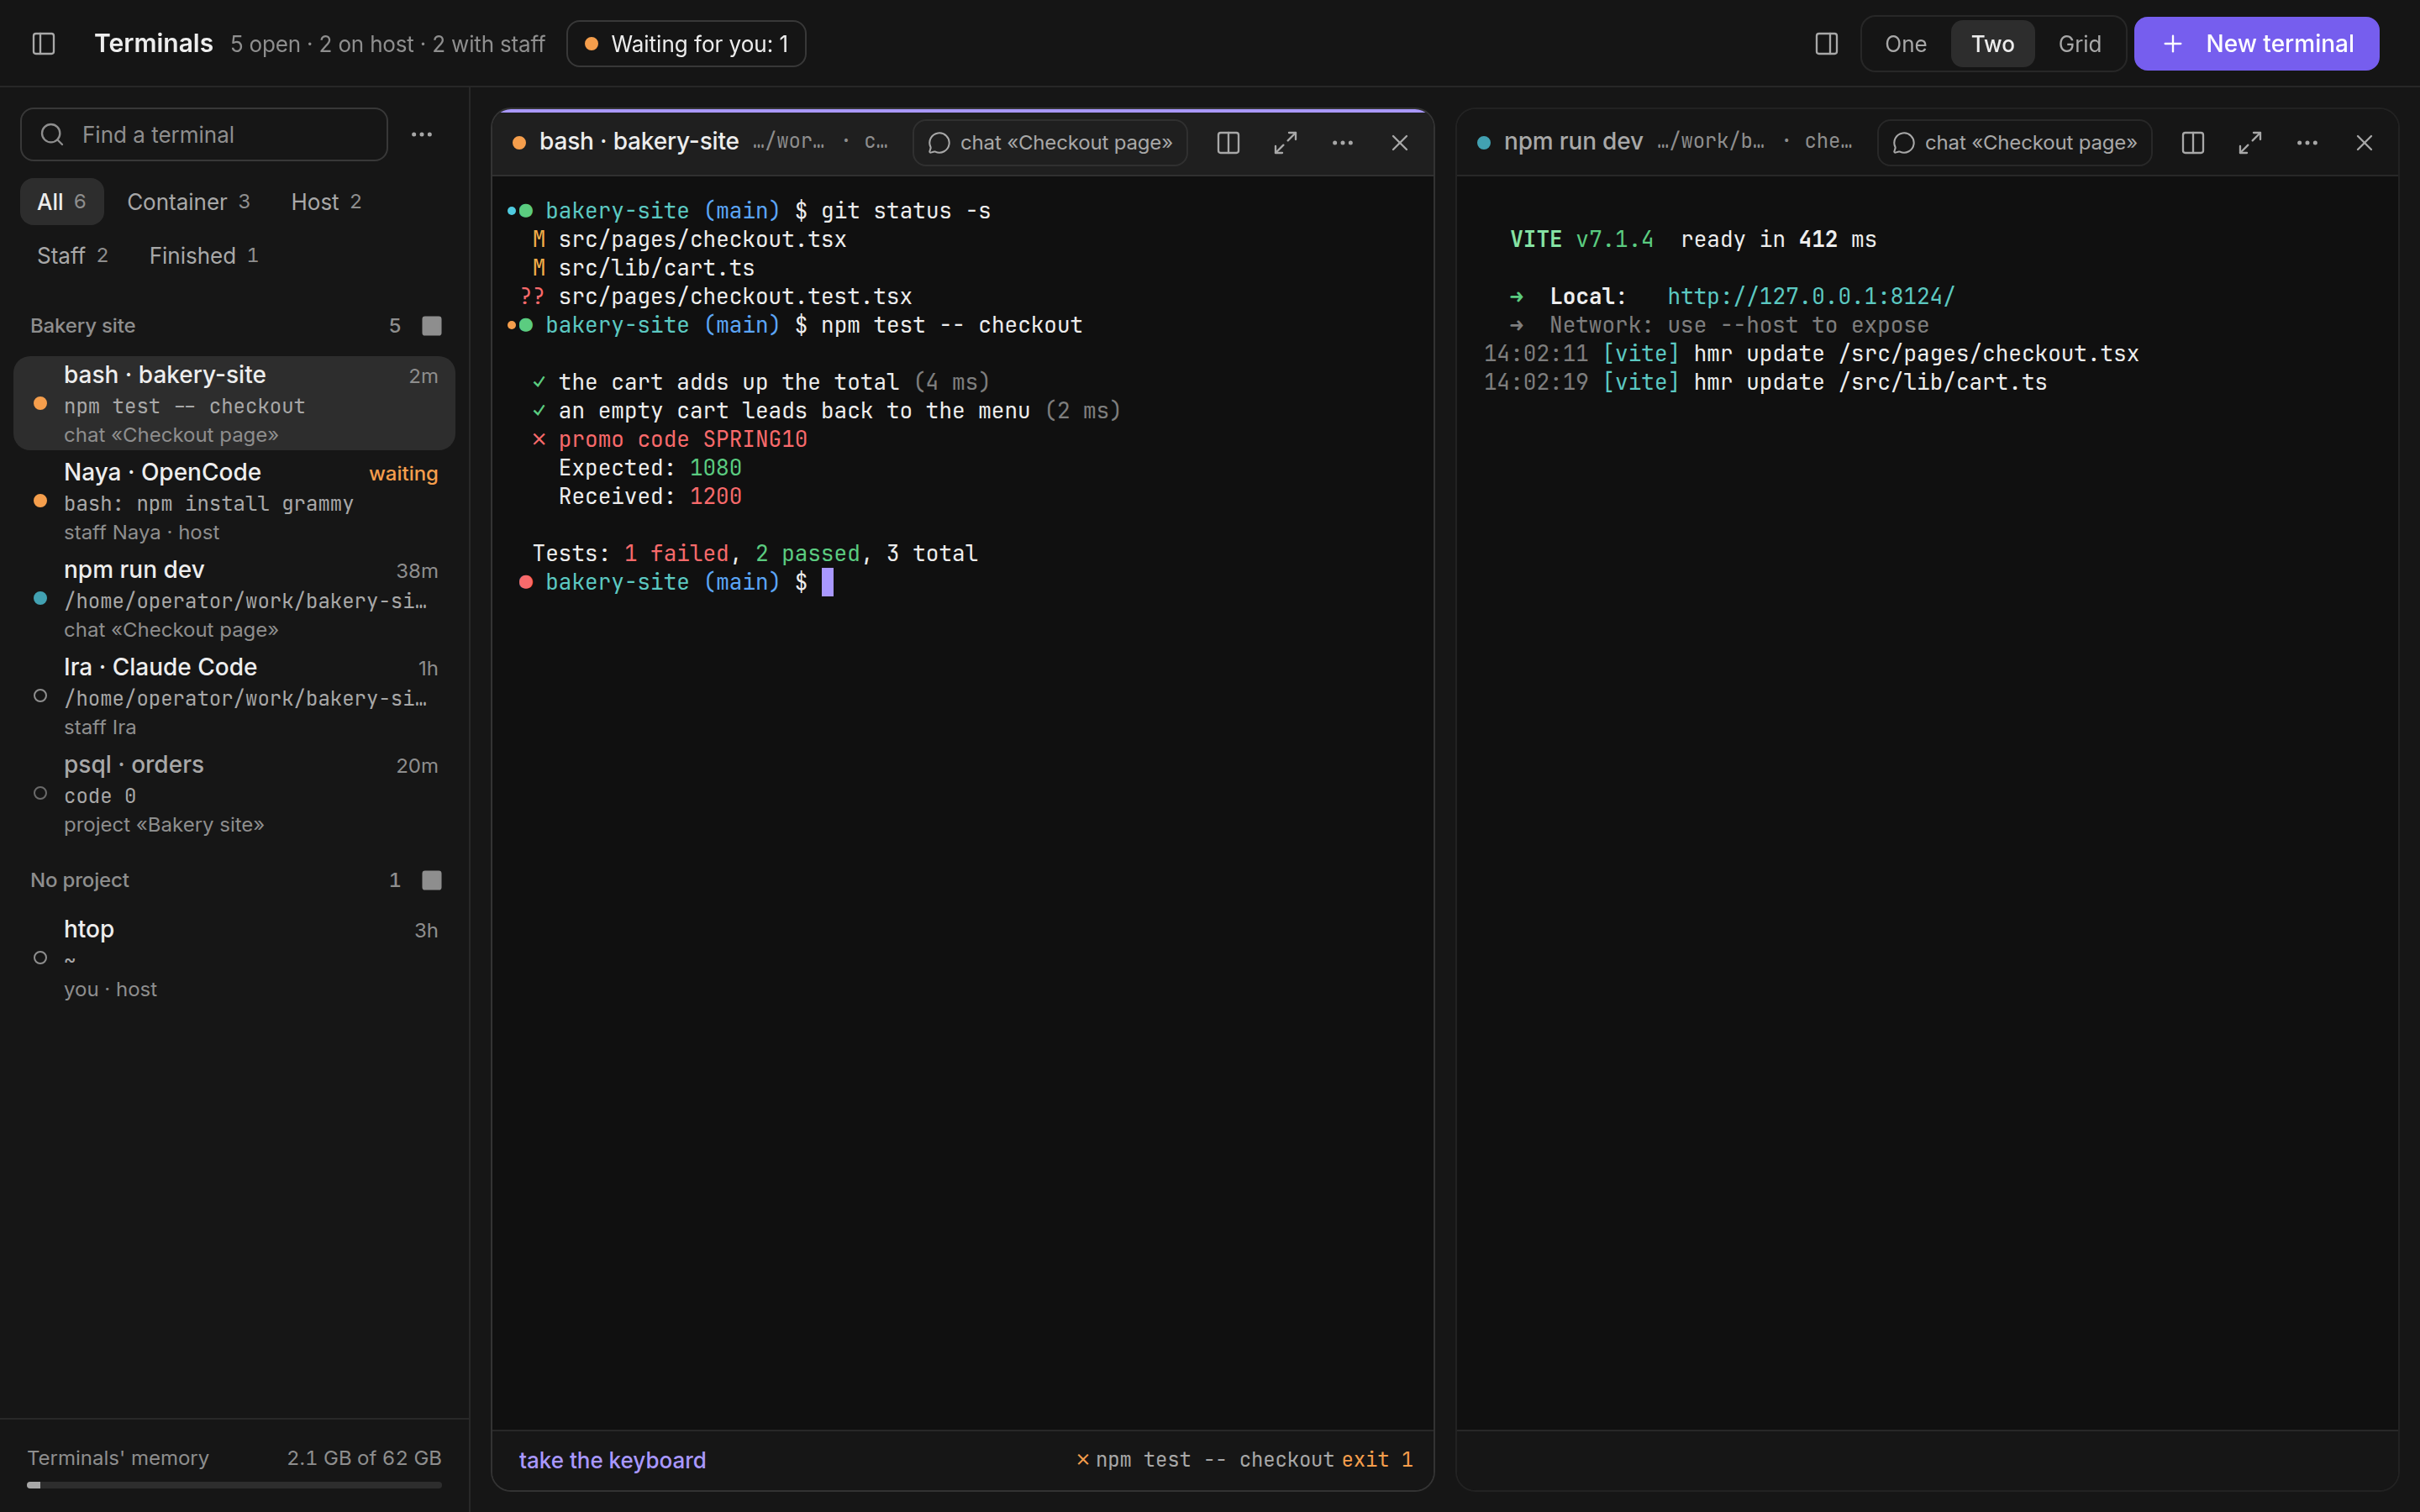 Terminals 5 open · 2 on host · 2 with staff Waiting for you: 1 One Two Grid New terminal
Find a terminal
All 6 Container 3 Host 2
Staff 2 Finished 1
Bakery site 5
bash · bakery-site 2m
npm test -- checkout
chat «Checkout page»
Naya · OpenCode waiting
bash: npm install grammy
staff Naya · host
npm run dev 38m
/home/operator/work/bakery-si…
chat «Checkout page»
Ira · Claude Code 1h
/home/operator/work/bakery-si…
staff Ira
psql · orders 20m
code 0
project «Bakery site»
No project 1
htop 3h
~
you · host
Terminals' memory 2.1 GB of 62 GB
bash · bakery-site …/wor… · c… chat «Checkout page»
bakery-site (main) $ git status -s
M src/pages/checkout.tsx
M src/lib/cart.ts
?? src/pages/checkout.test.tsx
bakery-site (main) $ npm test -- checkout
✓ the cart adds up the total (4 ms)
✓ an empty cart leads back to the menu (2 ms)
× promo code SPRING10
Expected: 1080
Received: 1200
Tests: 1 failed, 2 passed, 3 total
bakery-site (main) $
take the keyboard × npm test -- checkout exit 1
npm run dev …/work/b… · che… chat «Checkout page»
VITE v7.1.4 ready in 412 ms
➜ Local: http://127.0.0.1:8124/
➜ Network: use --host to expose
14:02:11 [vite] hmr update /src/pages/checkout.tsx
14:02:19 [vite] hmr update /src/lib/cart.ts